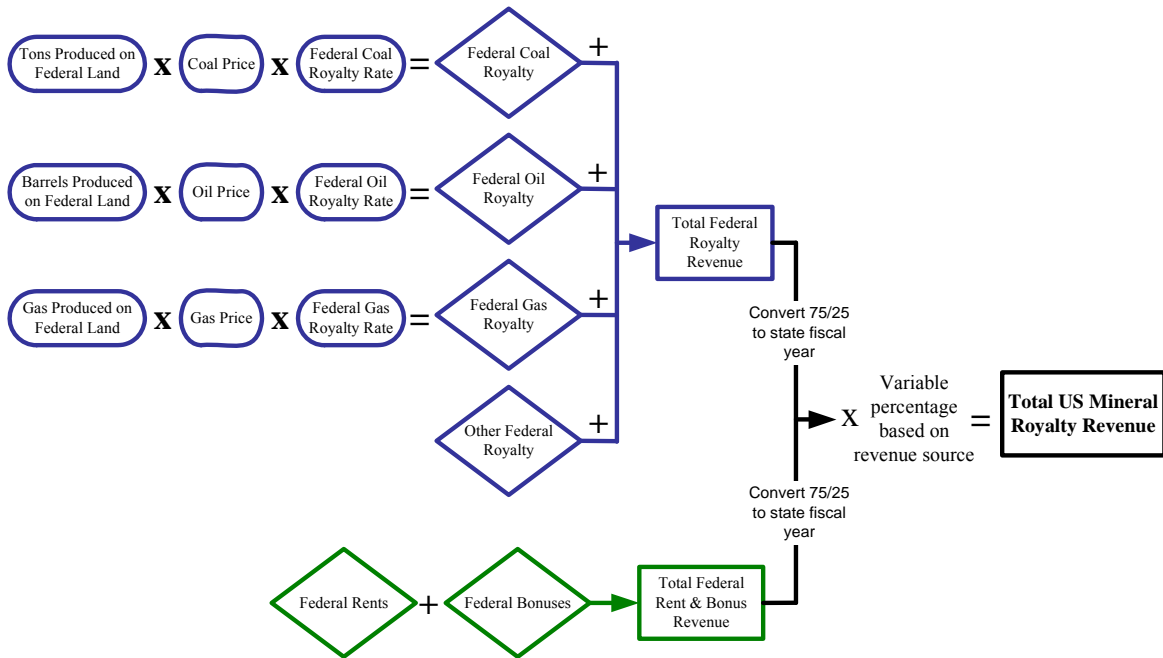 Tons Produced on
Federal Land
x
Coal Price
x
Federal Coal
Royalty Rate
=
Federal Coal
Royalty
+
Barrels Produced
on Federal Land
x
Oil Price
x
Federal Oil
Royalty Rate
=
Federal Oil
Royalty
+
Total Federal
Royalty
Revenue
Gas Produced on
Federal Land
x
Gas Price
x
Federal Gas
Royalty Rate
=
Federal Gas
Royalty
+
Convert 75/25
to state fiscal
year
Other Federal
Royalty
+
x
Variable
percentage
based on
revenue source
=
Total US Mineral
Royalty Revenue
Convert 75/25
to state fiscal
year
Federal Rents
+
Federal Bonuses
Total Federal
Rent & Bonus
Revenue